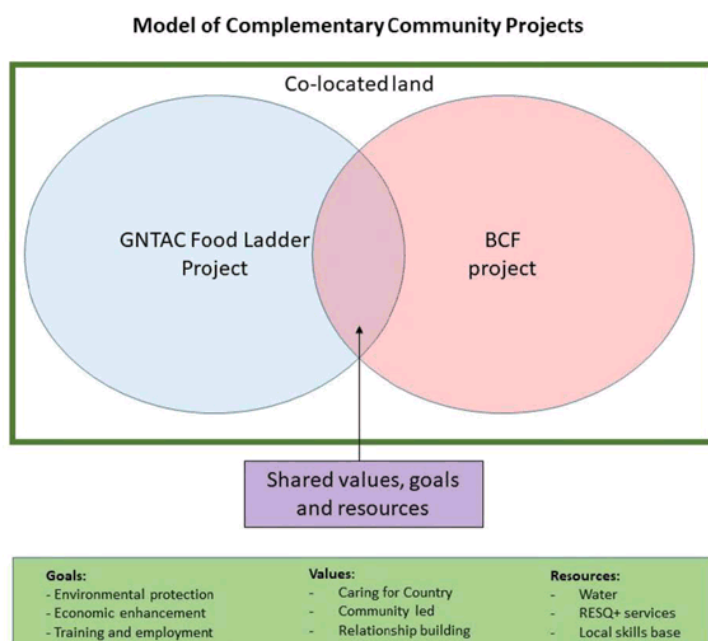 Model of Complementary Community Projects
Co-located land
GNTAC Food Ladder
Project
BCF
project
Shared values, goals
and resources
Goals:
- Environmental protection
- Economic enhancement
- Training and employment
Values:
- Caring for Country
- Community led
- Relationship building
Resources:
- Water
- RESQ+ services
- Local skills base